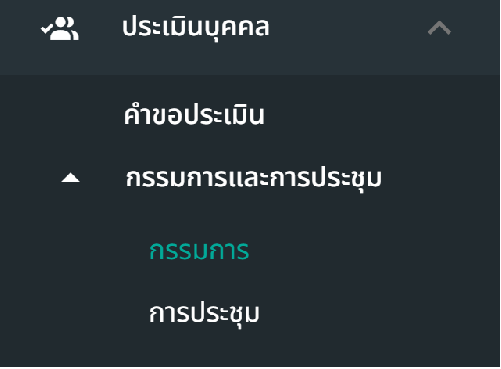 ประเมินบุคคล
คำขอประเมิน
กรรมการและการประชุม
กรรมการ
การประชุม